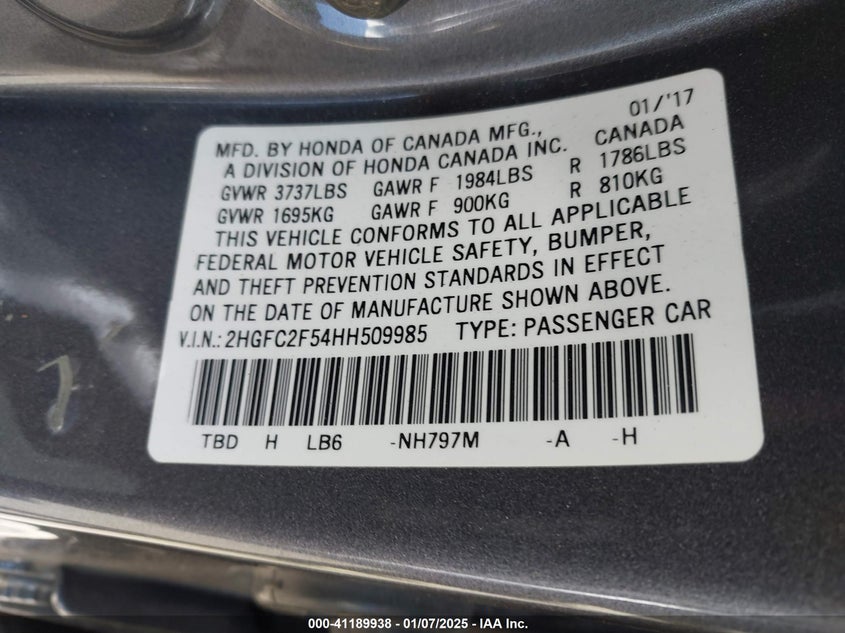 01/'17
MFD. BY HONDA OF CANADA MFG.,
A DIVISION OF HONDA CANADA INC. CANADA
GVWR 3737LBS GAWR F 1984LBS R 1786LBS
GVWR 1695KG GAWR F 900KG R 810KG
THIS VEHICLE CONFORMS TO ALL APPLICABLE
FEDERAL MOTOR VEHICLE SAFETY, BUMPER,
AND THEFT PREVENTION STANDARDS IN EFFECT
ON THE DATE OF MANUFACTURE SHOWN ABOVE.
V.I.N.: 2HGFC2F54HH509985 TYPE: PASSENGER CAR
TBD H LB6 -NH797M -A -H
000-41189938 - 01/07/2025 - IAA Inc.